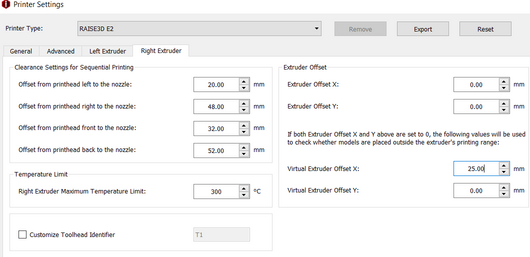 Printer Settings
Printer Type: RAISE3D E2 Remove Export Reset
General Advanced Left Extruder Right Extruder
Clearance Settings for Sequential Printing
Offset from printhead left to the nozzle: 20.00 mm
Offset from printhead right to the nozzle: 48.00 mm
Offset from printhead front to the nozzle: 32.00 mm
Offset from printhead back to the nozzle: 52.00 mm
Temperature Limit
Right Extruder Maximum Temperature Limit: 300 °C
Customize Toolhead Identifier T1
Extruder Offset
Extruder Offset X: 0.00 mm
Extruder Offset Y: 0.00 mm
If both Extruder Offset X and Y above are set to 0, the following values will be used
to check whether models are placed outside the extruder's printing range:
Virtual Extruder Offset X: 25.00 mm
Virtual Extruder Offset Y: 0.00 mm